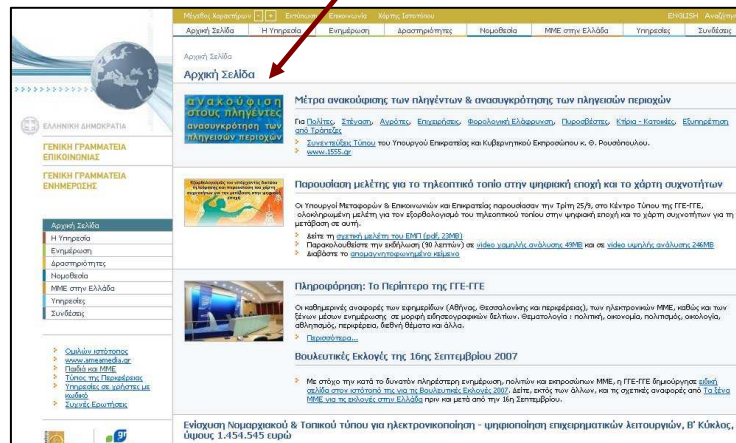 Μέγεθος Χαρακτήρων - + Εκτύπωση Επικοινωνία Χάρτης Ιστοτόπου ENGLISH Αναζήτηση
Αρχική Σελίδα Η Υπηρεσία Ενημέρωση Δραστηριότητες Νομοθεσία ΜΜΕ στην Ελλάδα Υπηρεσίες Συνδέσεις
Αρχική Σελίδα
Αρχική Σελίδα
ΕΛΛΗΝΙΚΗ ΔΗΜΟΚΡΑΤΙΑ
ΓΕΝΙΚΗ ΓΡΑΜΜΑΤΕΙΑ
ΕΠΙΚΟΙΝΩΝΙΑΣ
ΓΕΝΙΚΗ ΓΡΑΜΜΑΤΕΙΑ
ΕΝΗΜΕΡΩΣΗΣ
Αρχική Σελίδα
Η Υπηρεσία
Ενημέρωση
Δραστηριότητες
Νομοθεσία
ΜΜΕ στην Ελλάδα
Υπηρεσίες
Συνδέσεις
Ομιλών ιστότοπος
www.ameamedia.gr
Παιδιά και ΜΜΕ
Τύπος της Περιφέρειας
Υπηρεσίες σε χρήστες με
κωδικό
Συχνές Ερωτήσεις
gr
ανακούφιση
στους πληγέντες
ανασυγκρότηση των
πληγεισών περιοχών
Μέτρα ανακούφισης των πληγέντων & ανασυγκρότησης των πληγεισών περιοχών
Για Πολίτες, Στέγαση, Αγρότες, Επιχειρήσεις, Φορολογική Ελάφρυνση, Πυροσβέστες, Κτίρια - Κατοικίες, Εξυπηρέτηση
από Τράπεζες
Συνεντεύξεις Τύπου του Υπουργού Επικρατείας και Κυβερνητικού Εκπροσώπου κ. Θ. Ρουσόπουλου.
www.1555.gr
Παρουσίαση μελέτης για το τηλεοπτικό τοπίο στην ψηφιακή εποχή και το χάρτη συχνοτήτων
Οι Υπουργοί Μεταφορών & Επικοινωνιών και Επικρατείας παρουσίασαν την Τρίτη 25/9, στο Κέντρο Τύπου της ΓΓΕ-ΓΓΕ,
ολοκληρωμένη μελέτη για τον εξορθολογισμό του τηλεοπτικού τοπίου στην ψηφιακή εποχή και το χάρτη συχνοτήτων για τη
μετάβαση σε αυτή.
Δείτε τη σχετική μελέτη του ΕΜΠ (pdf, 23MB)
Παρακολουθείστε την εκδήλωση (90 λεπτών) σε video χαμηλής ανάλυσης 49MB και σε video υψηλής ανάλυσης 246MB
Διαβάστε το απομαγνητοφωνημένο κείμενο
Πληροφόρηση: Το Περίπτερο της ΓΓΕ-ΓΓΕ
Οι καθημερινές αναφορές των εφημερίδων (Αθήνας, Θεσσαλονίκης και περιφέρειας), των ηλεκτρονικών ΜΜΕ, καθώς και των
ξένων μέσων ενημέρωσης σε μορφή ειδησεογραφικών δελτίων. Θεματολογία : πολιτική, οικονομία, πολιτισμός, οικολογία,
αθλητισμός, περιφέρεια, διεθνή θέματα και άλλα.
Περισσότερα...
Βουλευτικές Εκλογές της 16ης Σεπτεμβρίου 2007
Με στόχο την κατά το δυνατόν πληρέστερη ενημέρωση, πολιτών και εκπροσώπων ΜΜΕ, η ΓΓΕ-ΓΓΕ δημιούργησε ειδική
σελίδα στον ιστότοπό της για τις Βουλευτικές Εκλογές 2007. Δείτε, εκτός των άλλων, και τις σχετικές αναφορές από Τα ξένα
ΜΜΕ για τις εκλογές στην Ελλάδα πριν και μετά από την 16η Σεπτεμβρίου.
Ενίσχυση Νομαρχιακού & Τοπικού τύπου για ηλεκτρονικοποίηση - ψηφιοποίηση επιχειρηματικών λειτουργιών, Β' Κύκλος,
ύψους 1.454.545 ευρώ